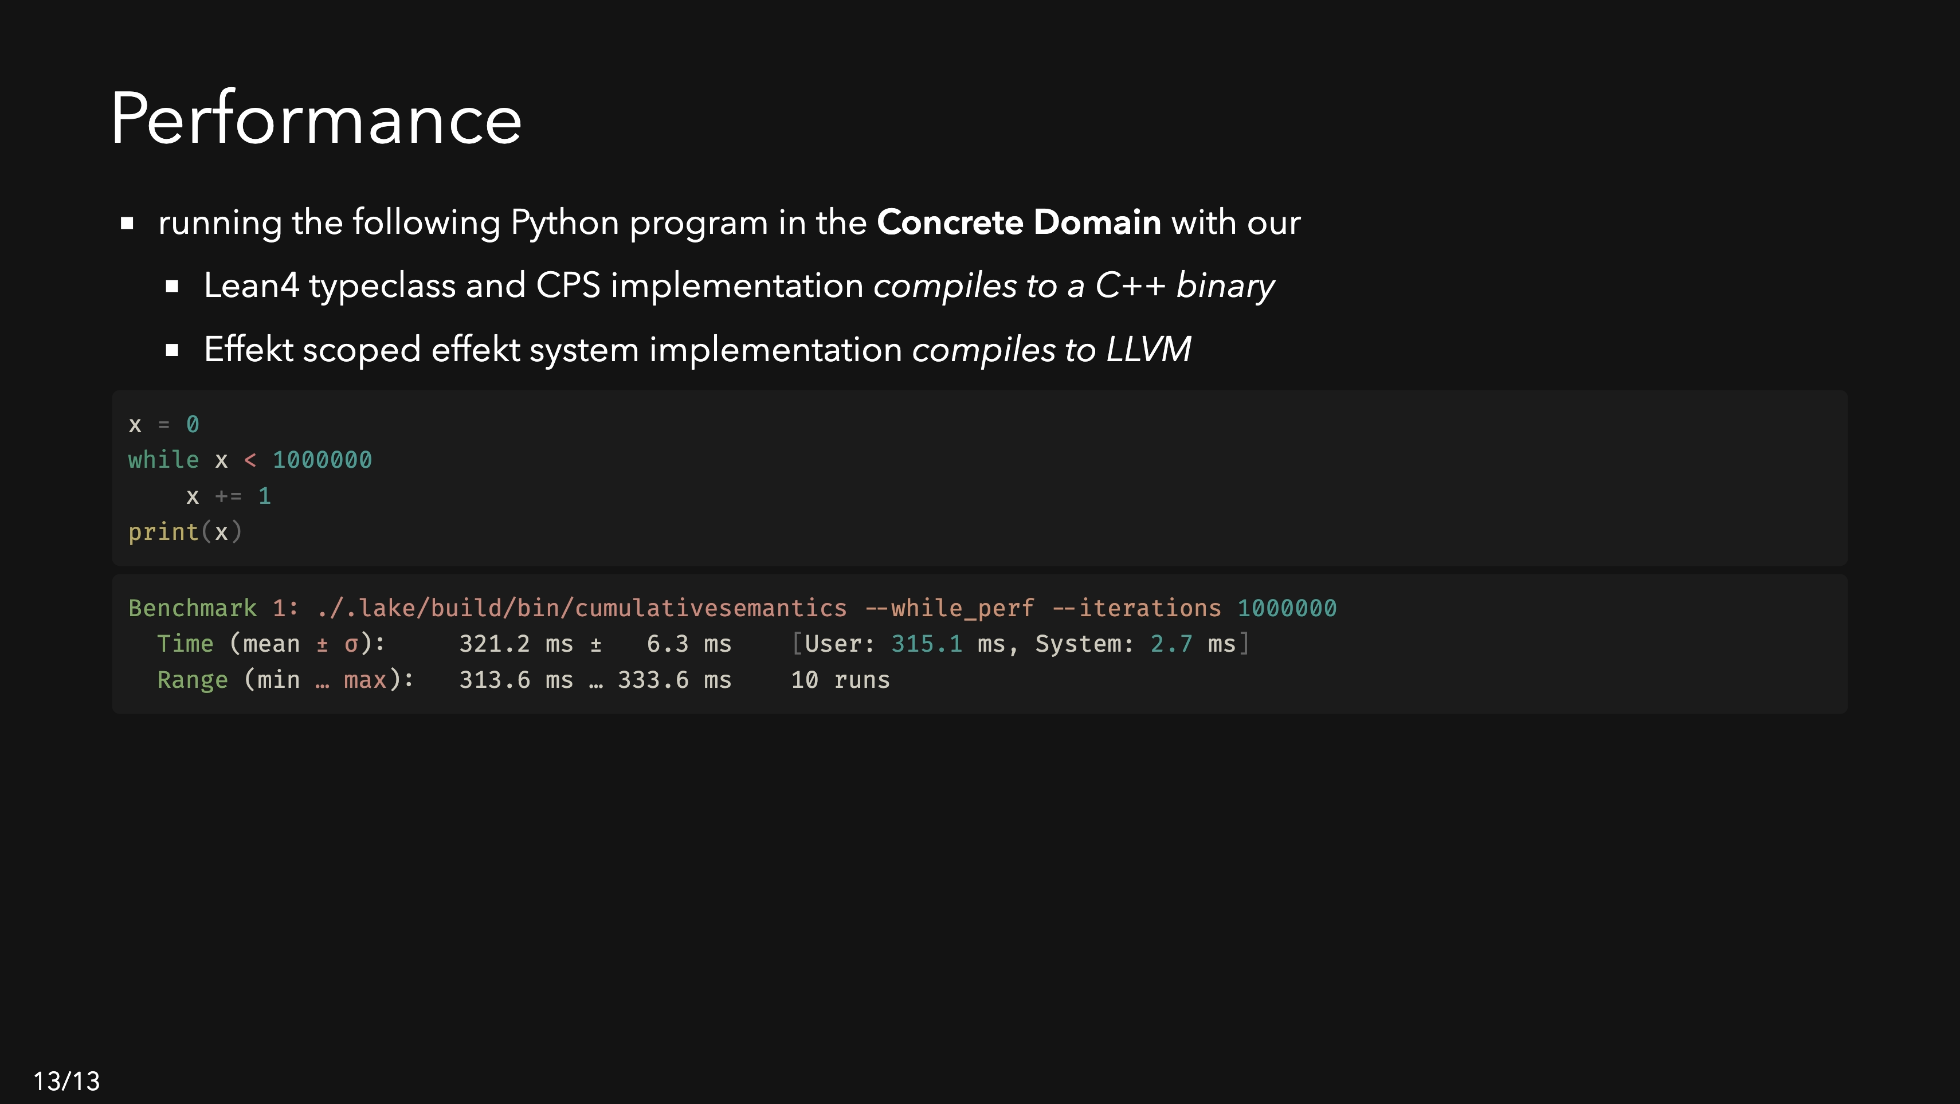 Performance
running the following Python program in the Concrete Domain with our
Lean4 typeclass and CPS implementation compiles to a C++ binary
Effekt scoped effekt system implementation compiles to LLVM
x = 0
while x < 1000000
    x += 1
print(x)
Benchmark 1: ./.lake/build/bin/cumulativesemantics --while_perf --iterations 1000000
  Time (mean ± σ):     321.2 ms ±   6.3 ms    [User: 315.1 ms, System: 2.7 ms]
  Range (min … max):   313.6 ms … 333.6 ms    10 runs
13/13